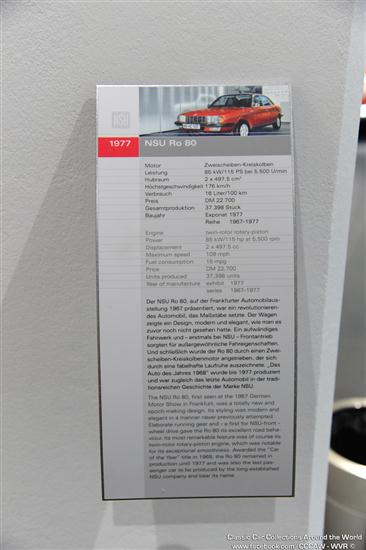 NSU
1977 NSU Ro 80
Motor Zweischeiben-Kreiskolben
Leistung 85 kW/115 PS bei 5.500 U/min
Hubraum 2 x 497,5 cm³
Höchstgeschwindigkeit 176 km/h
Verbrauch 16 Liter/100 km
Preis DM 22.700
Gesamtproduktion 37.398 Stück
Baujahr Exponat 1977
Reihe 1967-1977
Engine twin-rotor rotary-piston
Power 85 kW/115 hp at 5,500 rpm
Displacement 2 x 497.5 cc
Maximum speed 109 mph
Fuel consumption 15 mpg
Price DM 22,700
Units produced 37,398 units
Year of manufacture exhibit 1977
series 1967-1977
Der NSU Ro 80, auf der Frankfurter Automobilaus-
stellung 1967 präsentiert, war ein revolutionieren-
des Automobil, das Maßstäbe setzte. Der Wagen
zeigte ein Design, modern und elegant, wie man es
zuvor noch nicht gesehen hatte. Ein aufwändiges
Fahrwerk und - erstmals bei NSU - Frontantrieb
sorgten für außergewöhnliche Fahreigenschaften.
Und schließlich wurde der Ro 80 durch einen Zwei-
scheiben-Kreiskolbenmotor angetrieben, der sich
durch eine fabelhafte Laufruhe auszeichnete. „Das
Auto des Jahres 1968" wurde bis 1977 produziert
und war zugleich das letzte Automobil in der tradi-
tionsreichen Geschichte der Marke NSU.
The NSU Ro 80, first seen at the 1967 German
Motor Show in Frankfurt, was a totally new and
epoch-making design. Its styling was modern and
elegant in a manner never previously attempted.
Elaborate running gear and - a first for NSU - front-
wheel drive gave the Ro 80 its excellent road beha-
viour. Its most remarkable feature was of course its
twin-rotor rotary-piston engine, which was notable
for its exceptional smoothness. Awarded the "Car
of the Year" title in 1968, the Ro 80 remained in
production until 1977 and was also the last pas-
senger car to be produced by the long-established
NSU company and bear its name.
Classic Car Collections Around the World
www.facebook.com/CCCAW - WVR ©